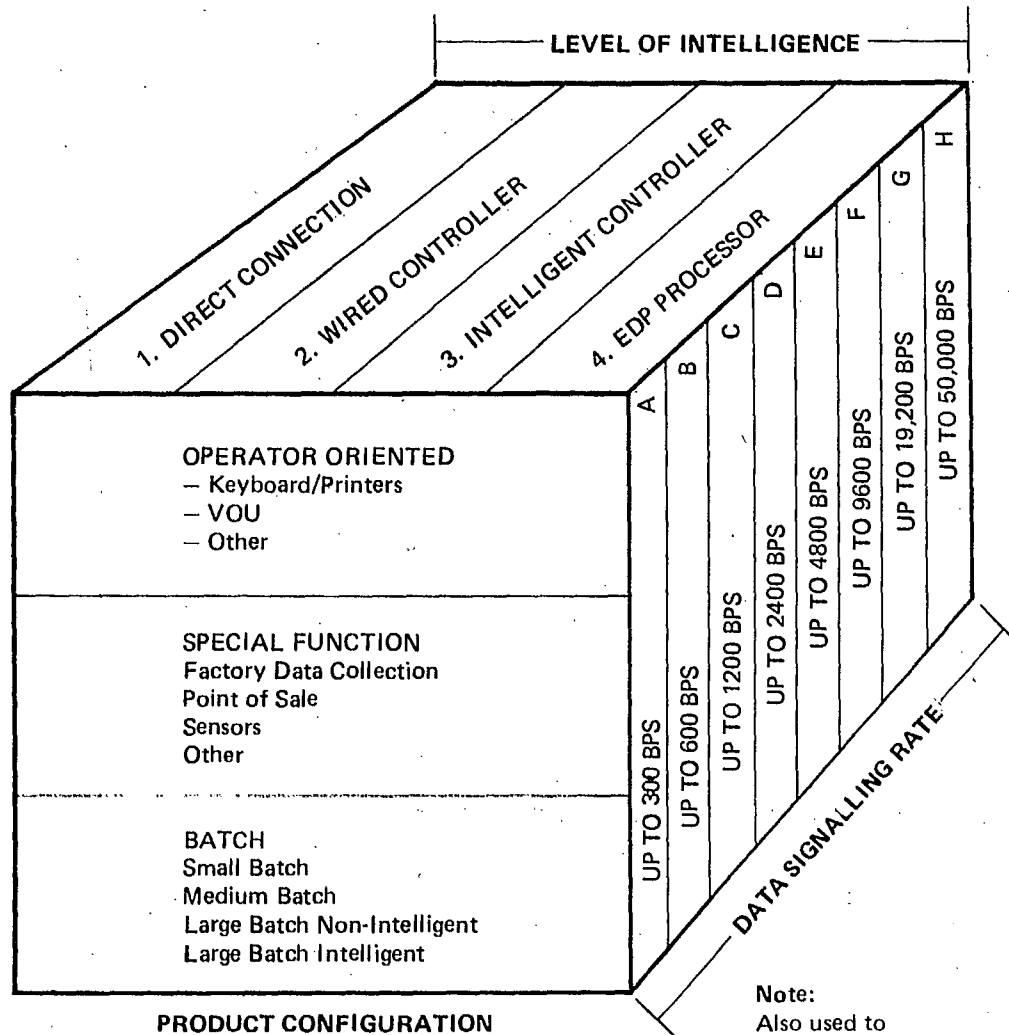 LEVEL OF INTELLIGENCE
1. DIRECT CONNECTION
2. WIRED CONTROLLER
3. INTELLIGENT CONTROLLER
4. EDP PROCESSOR
A
B
C
D
E
F
G
H
UP TO 300 BPS
UP TO 600 BPS
UP TO 1200 BPS
UP TO 2400 BPS
UP TO 4800 BPS
UP TO 9600 BPS
UP TO 19,200 BPS
UP TO 50,000 BPS
OPERATOR ORIENTED
– Keyboard/Printers
– VOU
– Other
SPECIAL FUNCTION
Factory Data Collection
Point of Sale
Sensors
Other
BATCH
Small Batch
Medium Batch
Large Batch Non-Intelligent
Large Batch Intelligent
DATA SIGNALLING RATE
PRODUCT CONFIGURATION
Note:
Also used to